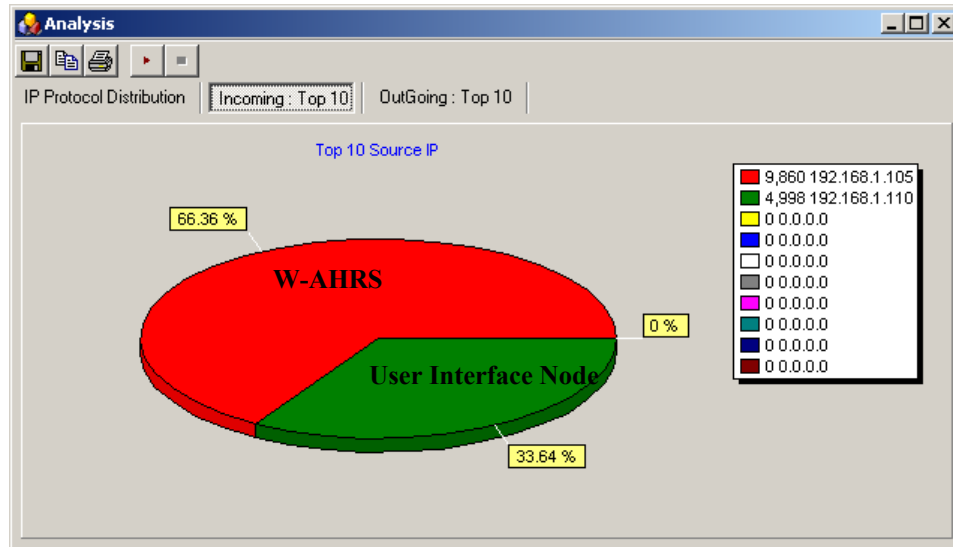 Analysis
IP Protocol Distribution
Incoming : Top 10
OutGoing : Top 10
Top 10 Source IP
66.36 %
W-AHRS
0 %
User Interface Node
33.64 %
9,860 192.168.1.105
4,998 192.168.1.110
0 0.0.0.0
0 0.0.0.0
0 0.0.0.0
0 0.0.0.0
0 0.0.0.0
0 0.0.0.0
0 0.0.0.0
0 0.0.0.0